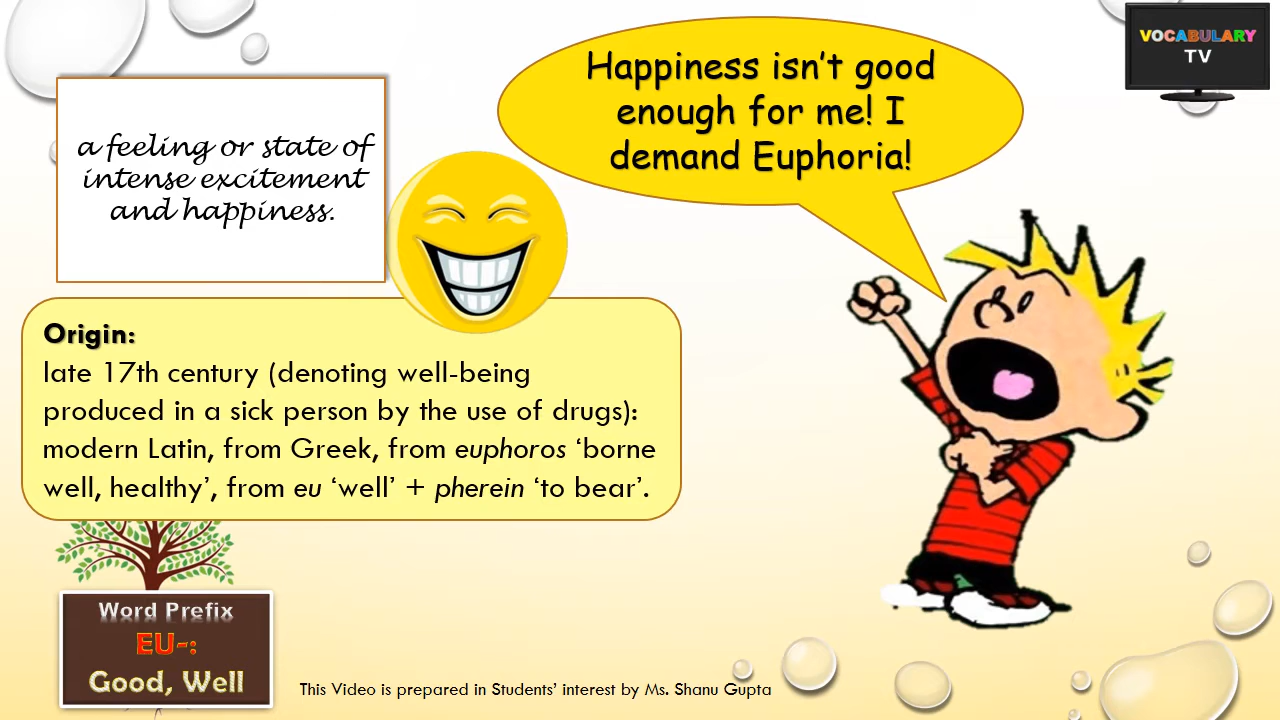 VOCABULARY
TV
Happiness isn’t good
enough for me! I
demand Euphoria!
a feeling or state of
intense excitement
and happiness.
Origin:
late 17th century (denoting well-being
produced in a sick person by the use of drugs):
modern Latin, from Greek, from euphoros ‘borne
well, healthy’, from eu ‘well’ + pherein ‘to bear’.
Word Prefix
EU-:
Good, Well
This Video is prepared in Students’ interest by Ms. Shanu Gupta